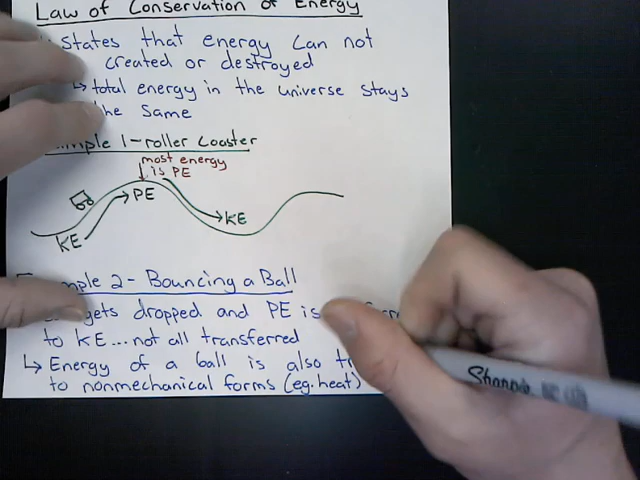 Law of Conservation of Energy
states that energy can not
created or destroyed
↳ total energy in the universe stays
the same
1-roller coaster
most energy
is PE
PE
KE
KE
2- Bouncing a Ball
gets dropped and PE is
to KE...not all transferred
↳ Energy of a ball is also
to nonmechanical forms (eg. heat)
Sharpie